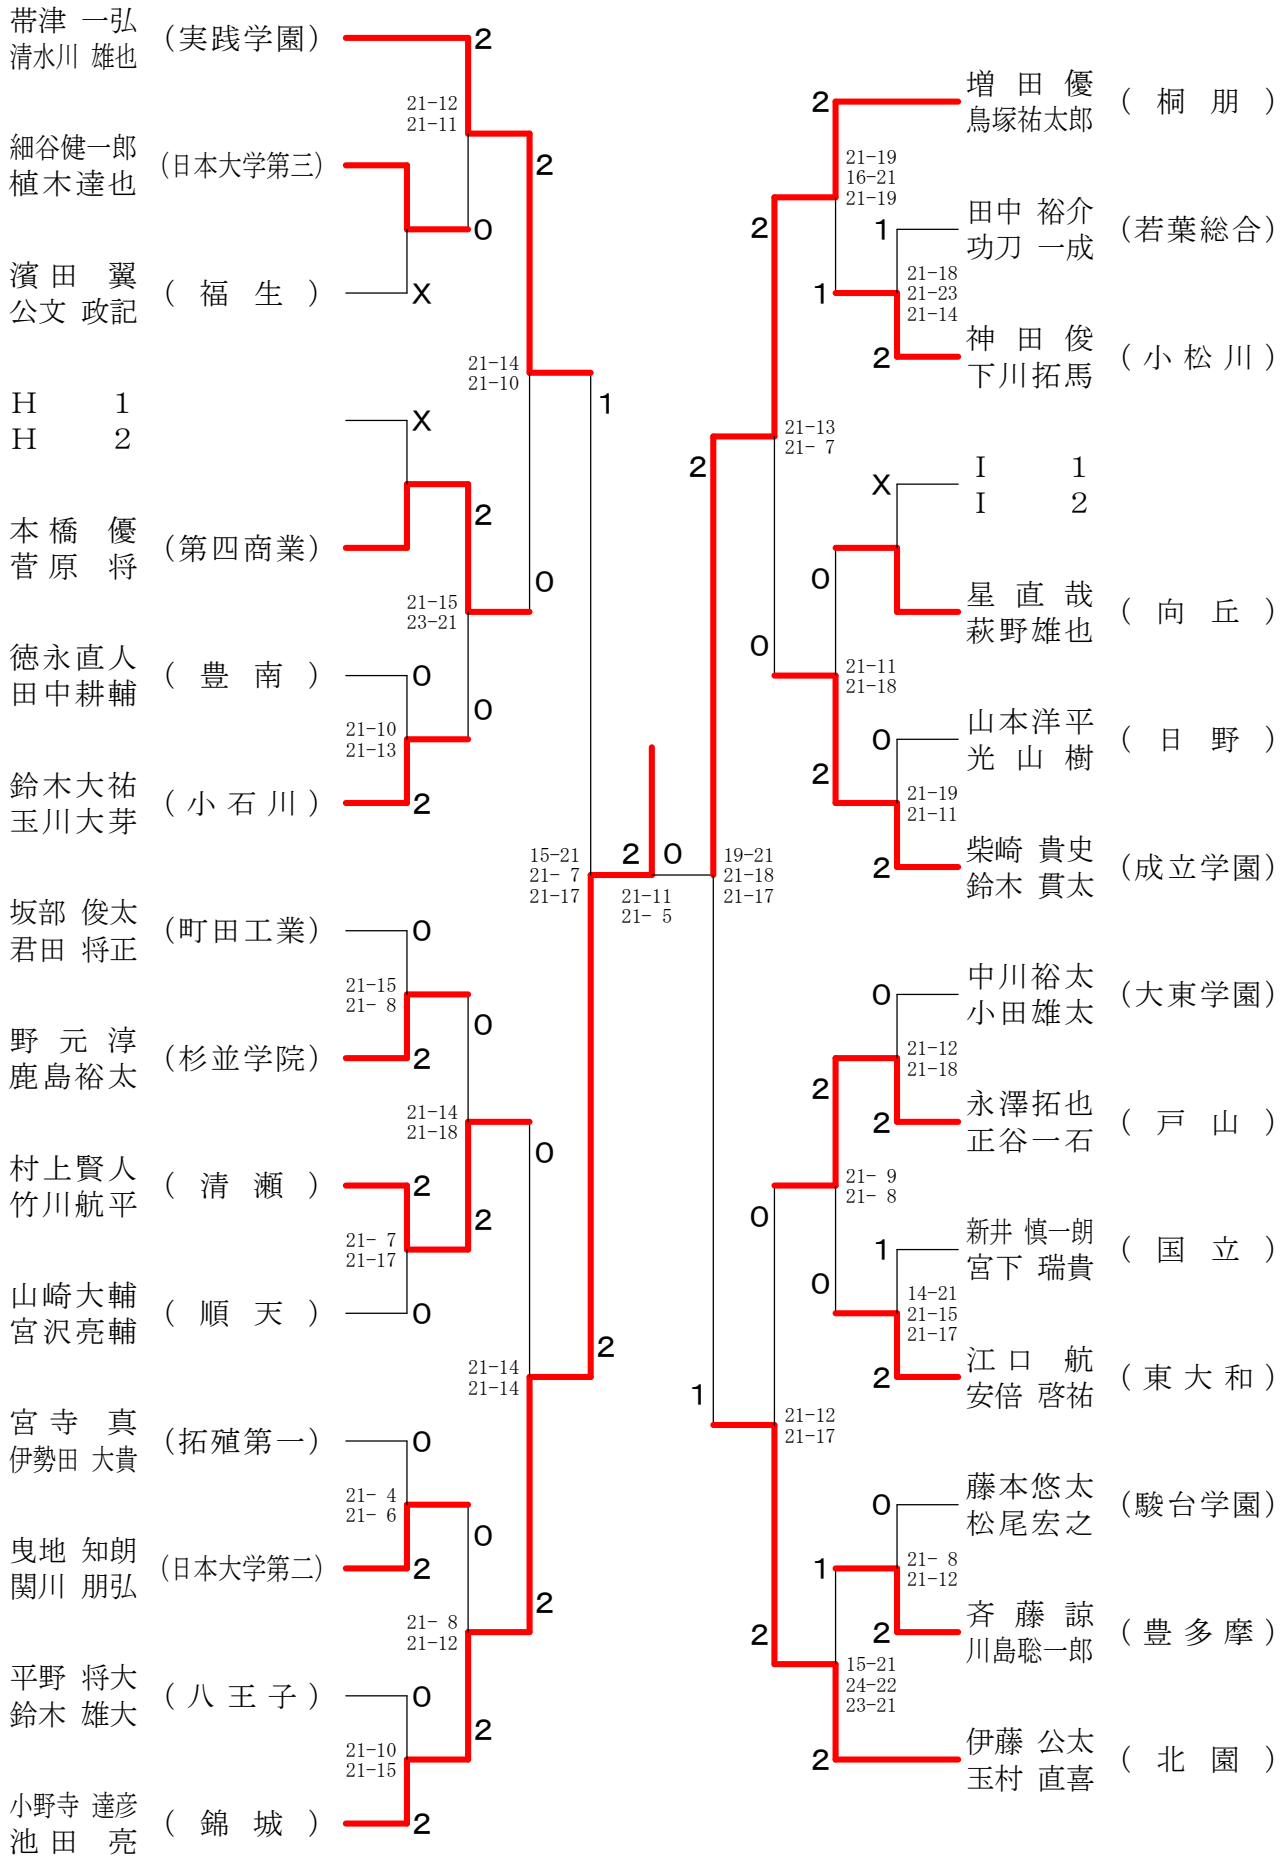 帯津 一弘
清水川 雄也
(実践学園)
2
21-12
21-11
細谷健一郎
植木達也
(日本大学第三)
0
2
濱田 翼
公文 政記
(福生)
X
21-14
21-10
1
H 1
H 2
X
本橋 優
菅原 将
(第四商業)
2
0
21-15
23-21
徳永直人
田中耕輔
(豊南)
0
0
21-10
21-13
鈴木大祐
玉川大芽
(小石川)
2
15-21
21- 7
21-17
坂部 俊太
君田 将正
(町田工業)
0
21-15
21- 8
0
野元 淳
鹿島裕太
(杉並学院)
2
21-14
21-18
0
村上賢人
竹川航平
(清瀬)
2
2
21- 7
21-17
山崎大輔
宮沢亮輔
(順天)
0
2
21-14
21-14
宮寺 真
伊勢田 大貴
(拓殖第一)
0
21- 4
21- 6
0
曳地 知朗
関川 朋弘
(日本大学第二)
2
2
21- 8
21-12
平野 将大
鈴木 雄大
(八王子)
0
2
21-10
21-15
小野寺 達彦
池田 亮
(錦城)
2
2 0
21-11
21- 5
2
増田 優
鳥塚祐太郎
(桐朋)
21-19
16-21
21-19
2
1
田中 裕介
功刀 一成
(若葉総合)
21-18
21-23
21-14
1
2
神田 俊
下川拓馬
(小松川)
21-13
21- 7
2
X
I 1
I 2
0
星 直哉
萩野雄也
(向丘)
0
21-11
21-18
0
山本洋平
光山 樹
(日野)
2
21-19
21-11
2
柴崎 貴史
鈴木 貫太
(成立学園)
19-21
21-18
21-17
0
中川裕太
小田雄太
(大東学園)
21-12
21-18
2
2
永澤拓也
正谷一石
(戸山)
21- 9
21- 8
0
1
新井 慎一朗
宮下 瑞貴
(国立)
0
14-21
21-15
21-17
2
江口 航
安倍 啓祐
(東大和)
1
21-12
21-17
0
藤本悠太
松尾宏之
(駿台学園)
1
21- 8
21-12
2
斉藤 諒
川島聡一郎
(豊多摩)
2
15-21
24-22
23-21
2
伊藤 公太
玉村 直喜
(北園)